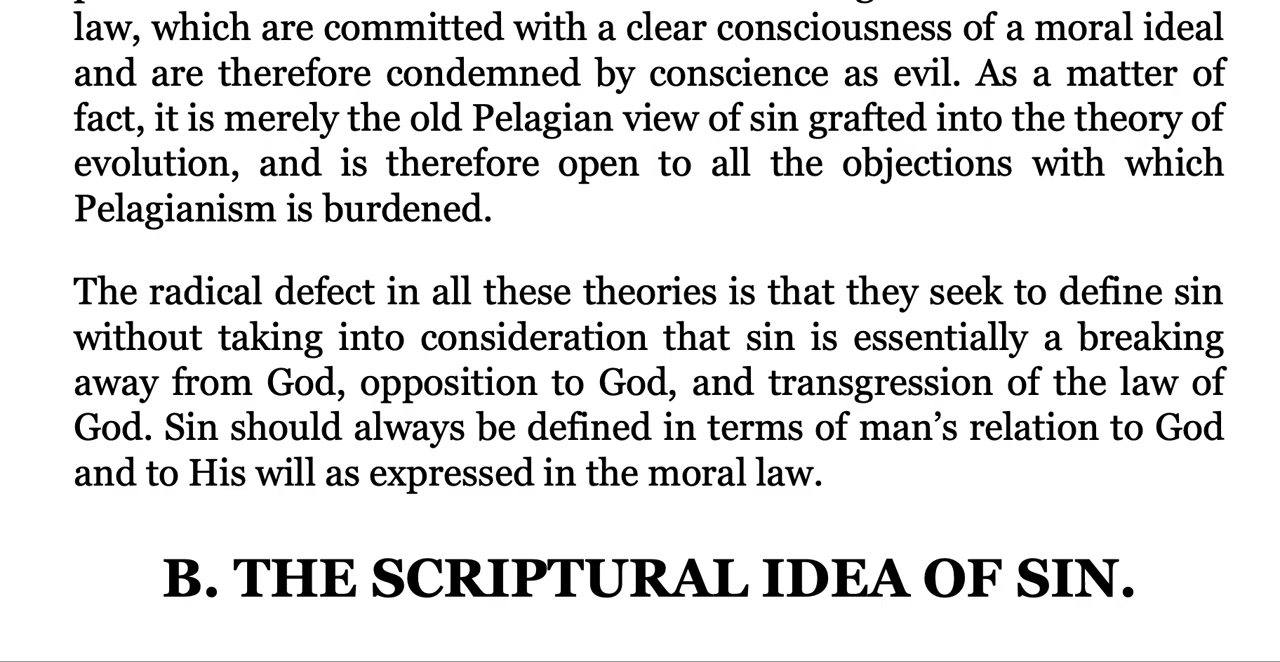 law, which are committed with a clear consciousness of a moral ideal
and are therefore condemned by conscience as evil. As a matter of
fact, it is merely the old Pelagian view of sin grafted into the theory of
evolution, and is therefore open to all the objections with which
Pelagianism is burdened.
The radical defect in all these theories is that they seek to define sin
without taking into consideration that sin is essentially a breaking
away from God, opposition to God, and transgression of the law of
God. Sin should always be defined in terms of man’s relation to God
and to His will as expressed in the moral law.
B. THE SCRIPTURAL IDEA OF SIN.